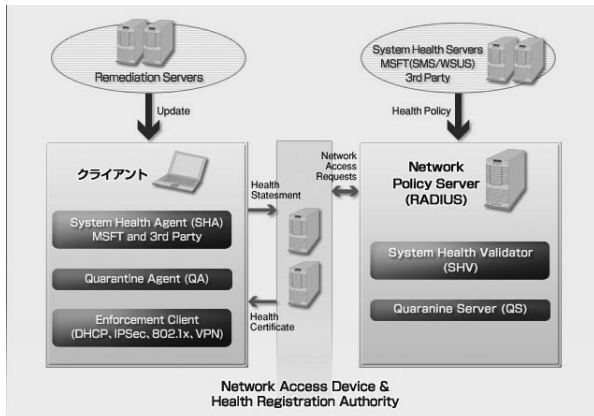 Remediation Servers
System Health Servers
MSFT(SMS/WSUS)
3rd Party
Update
Health Policy
クライアント
Health
Statesment
Network
Access
Requests
Network
Policy Server
(RADIUS)
System Health Agent (SHA)
MSFT and 3rd Party
System Health Validator
(SHV)
Quarantine Agent (QA)
Quaranine Server (QS)
Enforcement Client
(DHCP、IPSec、802.1x、VPN)
Health
Certificate
Network Access Device &
Health Registration Authority